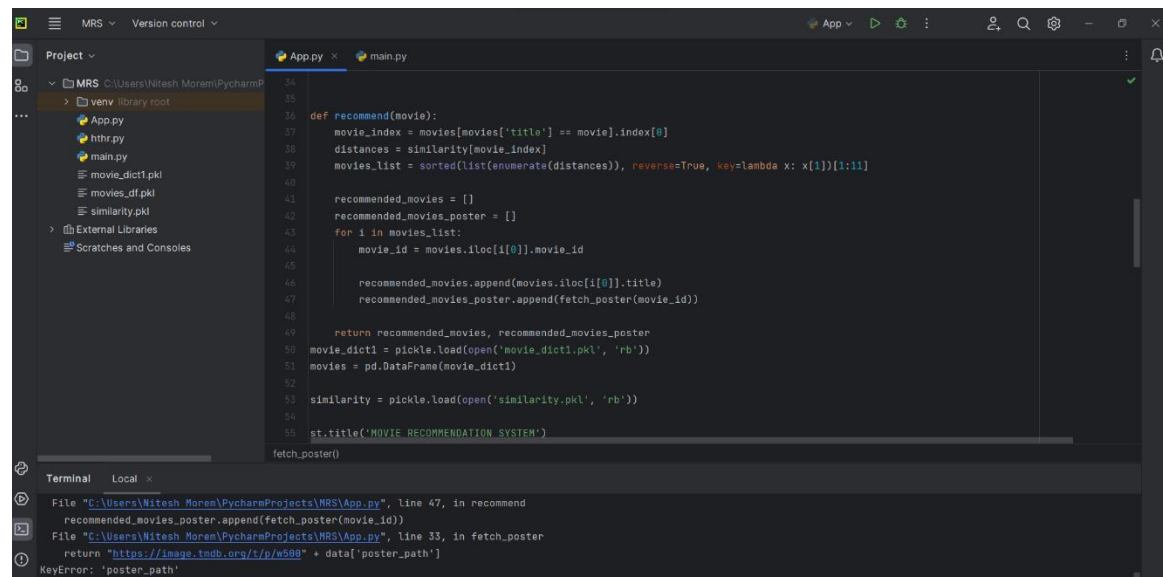 MRS Version control App
Project
App.py
main.py
MRS C:\Users\Nitesh Morem\PycharmP
venv library root
App.py
hthr.py
main.py
movie_dict1.pkl
movies_df.pkl
similarity.pkl
External Libraries
Scratches and Consoles
34
35
36 def recommend(movie):
37 movie_index = movies[movies['title'] == movie].index[0]
38 distances = similarity[movie_index]
39 movies_list = sorted(list(enumerate(distances)), reverse=True, key=lambda x: x[1])[1:11]
40
41 recommended_movies = []
42 recommended_movies_poster = []
43 for i in movies_list:
44 movie_id = movies.iloc[i[0]].movie_id
45
46 recommended_movies.append(movies.iloc[i[0]].title)
47 recommended_movies_poster.append(fetch_poster(movie_id))
48
49 return recommended_movies, recommended_movies_poster
50 movie_dict1 = pickle.load(open('movie_dict1.pkl', 'rb'))
51 movies = pd.DataFrame(movie_dict1)
52
53 similarity = pickle.load(open('similarity.pkl', 'rb'))
54
55 st.title('MOVIE RECOMMENDATION SYSTEM')
fetch_poster()
Terminal Local
File "C:\Users\Nitesh Morem\PycharmProjects\MRS\App.py", line 47, in recommend
recommended_movies_poster.append(fetch_poster(movie_id))
File "C:\Users\Nitesh Morem\PycharmProjects\MRS\App.py", line 33, in fetch_poster
return "https://image.tmdb.org/t/p/w500" + data['poster_path']
KeyError: 'poster_path'